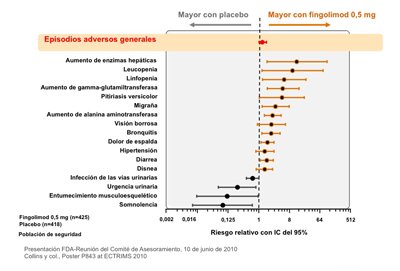 Mayor con placebo
Mayor con fingolimod 0,5 mg
Episodios adversos generales
Aumento de enzimas hepáticas
Leucopenia
Linfopenia
Aumento de gamma-glutamiltransferasa
Pitiriasis versicolor
Migraña
Aumento de alanina aminotransferasa
Visión borrosa
Bronquitis
Dolor de espalda
Hipertensión
Diarrea
Disnea
Infección de las vías urinarias
Urgencia urinaria
Entumecimiento musculoesquelético
Somnolencia
0,002 0,016 0,125 1 8 64 512
Riesgo relativo con IC del 95%
Fingolimod 0,5 mg (n=425)
Placebo (n=418)
Población de seguridad
Presentación FDA-Reunión del Comité de Asesoramiento, 10 de junio de 2010
Collins y col., Poster P843 at ECTRIMS 2010